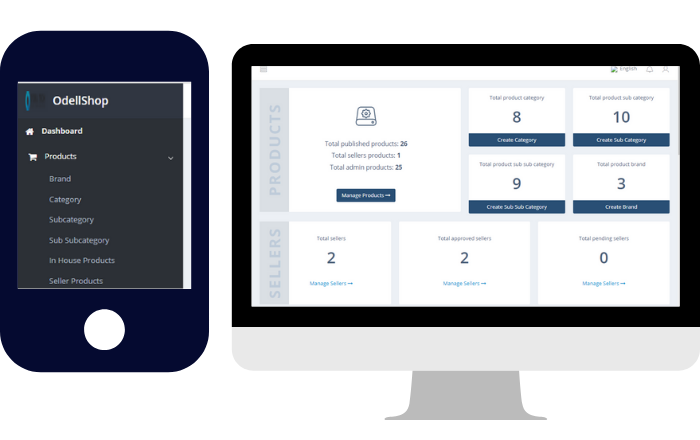 OdellShop
Dashboard
Products
Brand
Category
Subcategory
Sub Subcategory
In House Products
Seller Products
English
PRODUCTS
Total published products: 26
Total sellers products: 1
Total admin products: 25
Manage Products
Total product category
8
Create Category
Total product sub category
10
Create Sub Category
Total product sub sub category
9
Create Sub Sub Category
Total product brand
3
Create Brand
SELLERS
Total sellers
2
Manage Sellers
Total approved sellers
2
Manage Sellers
Total pending sellers
0
Manage Sellers